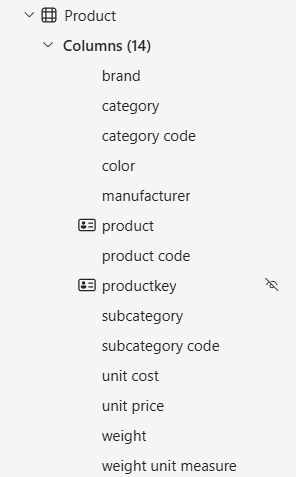 Product
Columns (14)
brand
category
category code
color
manufacturer
product
product code
productkey
subcategory
subcategory code
unit cost
unit price
weight
weight unit measure